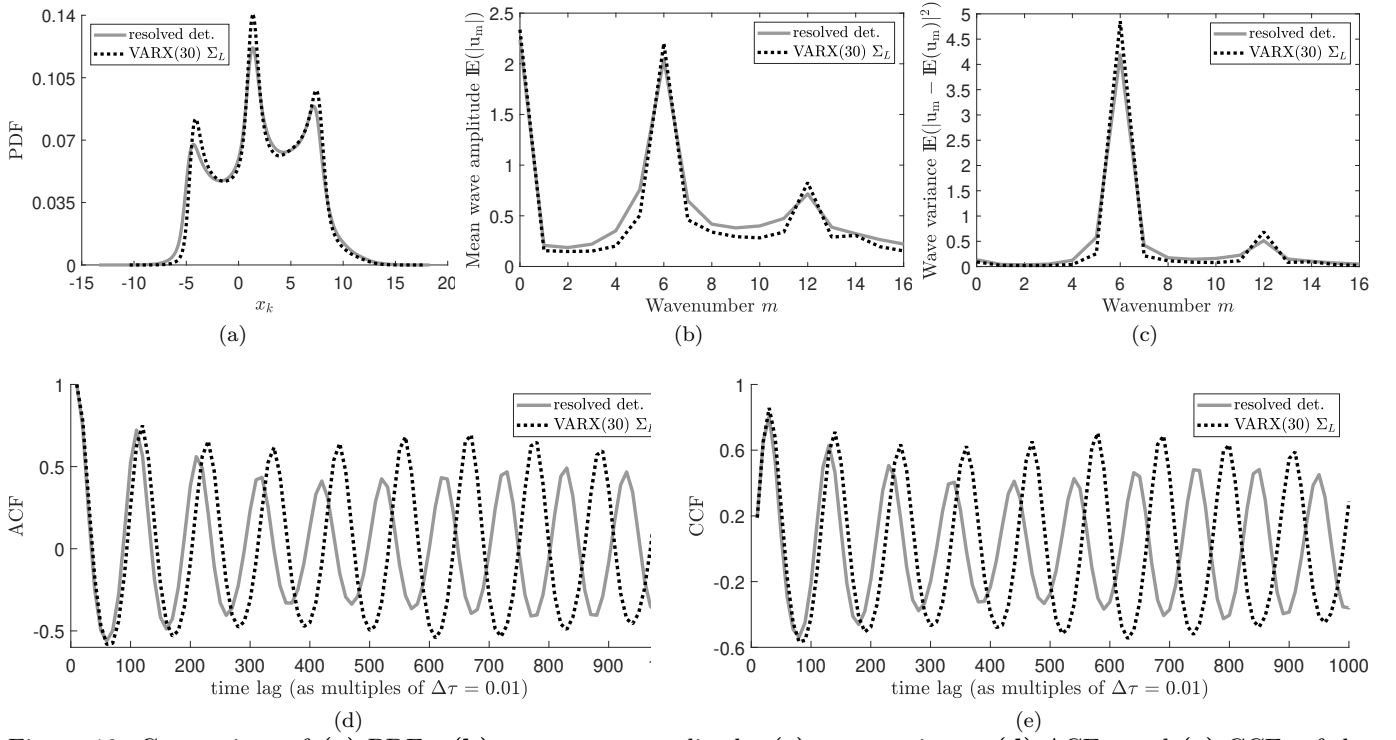 0.14
0.105
0.07
0.035
0
PDF
resolved det.
VARX(30) Σ_L
-15 -10 -5 0 5 10 15 20
x_k
(a)
2.5
2
1.5
1
0.5
0
Mean wave amplitude 𝔼(|u_m|)
resolved det.
VARX(30) Σ_L
0 2 4 6 8 10 12 14 16
Wavenumber m
(b)
5
4.5
4
3.5
3
2.5
2
1.5
1
0.5
0
Wave variance 𝔼(|u_m − 𝔼(u_m)|²)
resolved det.
VARX(30) Σ_L
0 2 4 6 8 10 12 14 16
Wavenumber m
(c)
1
0.5
0
-0.5
ACF
resolved det.
VARX(30) Σ_L
0 100 200 300 400 500 600 700 800 900
time lag (as multiples of Δτ = 0.01)
(d)
1
0.6
0.2
-0.2
-0.6
CCF
resolved det.
VARX(30) Σ_L
0 100 200 300 400 500 600 700 800 900 1000
time lag (as multiples of Δτ = 0.01)
(e)